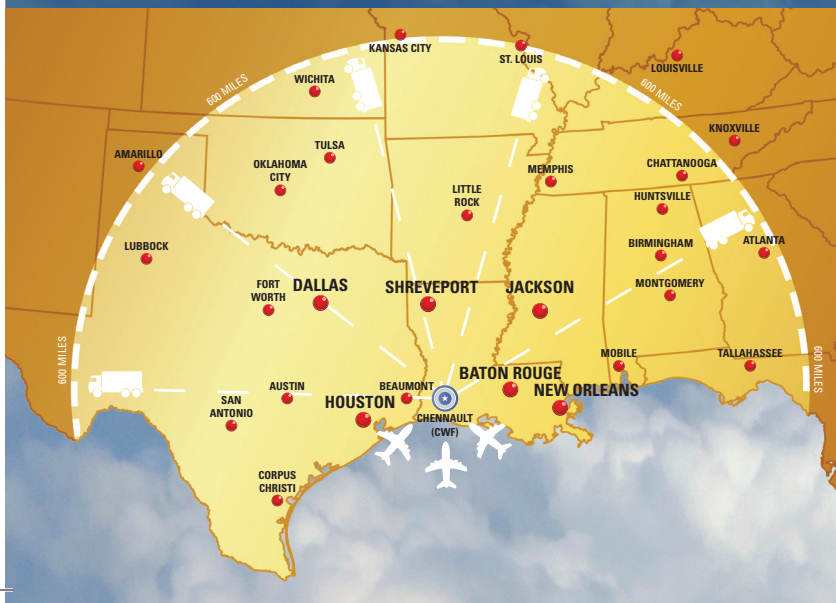 KANSAS CITY
ST. LOUIS
LOUISVILLE
WICHITA
600 MILES
600 MILES
KNOXVILLE
TULSA
AMARILLO
OKLAHOMA
CITY
MEMPHIS
CHATTANOOGA
LITTLE
ROCK
HUNTSVILLE
LUBBOCK
BIRMINGHAM
ATLANTA
FORT
WORTH
DALLAS
SHREVEPORT
JACKSON
MONTGOMERY
600 MILES
600 MILES
MOBILE
TALLAHASSEE
AUSTIN
BEAUMONT
BATON ROUGE
NEW ORLEANS
SAN
ANTONIO
HOUSTON
CHENNAULT
(CWF)
CORPUS
CHRISTI